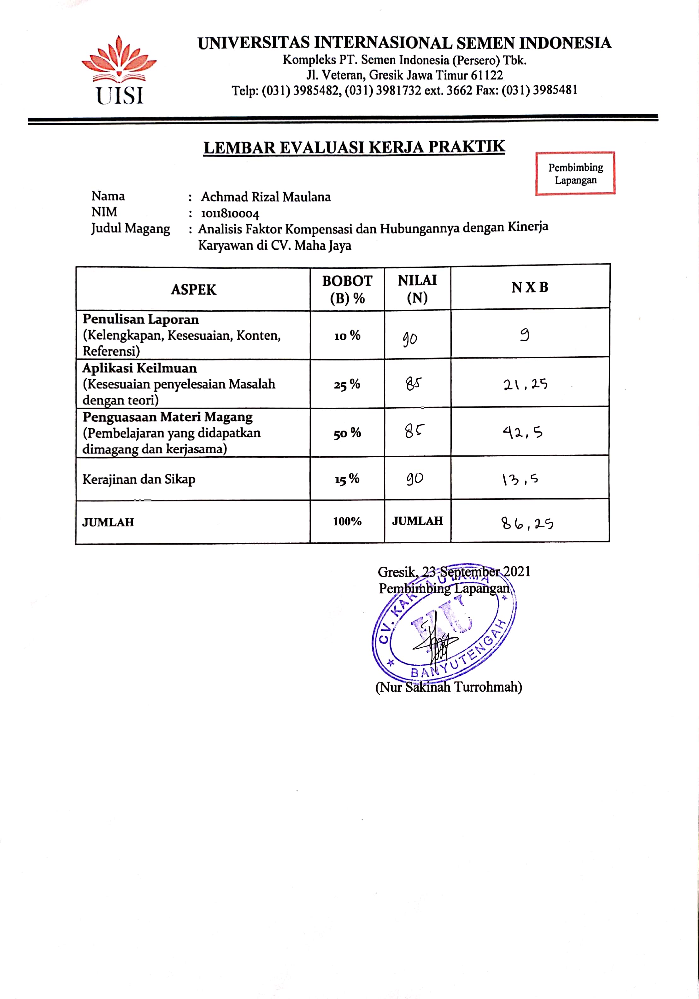 UISI
UNIVERSITAS INTERNASIONAL SEMEN INDONESIA
Kompleks PT. Semen Indonesia (Persero) Tbk.
Jl. Veteran, Gresik Jawa Timur 61122
Telp: (031) 3985482, (031) 3981732 ext. 3662 Fax: (031) 3985481
LEMBAR EVALUASI KERJA PRAKTIK
Pembimbing
Lapangan
Nama : Achmad Rizal Maulana
NIM : 1011810004
Judul Magang : Analisis Faktor Kompensasi dan Hubungannya dengan Kinerja
Karyawan di CV. Maha Jaya
ASPEK BOBOT (B) % NILAI (N) N X B
Penulisan Laporan
(Kelengkapan, Kesesuaian, Konten, 10 % 90 9
Referensi)
Aplikasi Keilmuan
(Kesesuaian penyelesaian Masalah 25 % 85 21,25
dengan teori)
Penguasaan Materi Magang
(Pembelajaran yang didapatkan 50 % 85 42,5
dimagang dan kerjasama)
Kerajinan dan Sikap 15 % 90 13,5
JUMLAH 100% JUMLAH 86,25
Gresik, 23 September 2021
Pembimbing Lapangan
CV. KARYA UTAMA
KU
BANYUTENGAH
(Nur Sakinah Turrohmah)